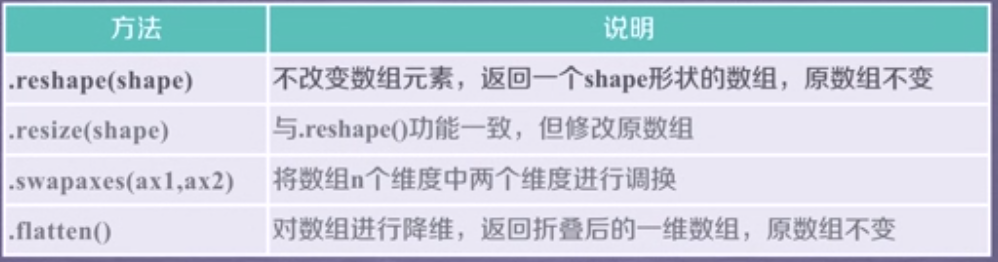 方法 说明
.reshape(shape) 不改变数组元素，返回一个shape形状的数组，原数组不变
.resize(shape) 与.reshape()功能一致，但修改原数组
.swapaxes(ax1,ax2) 将数组n个维度中两个维度进行调换
.flatten() 对数组进行降维，返回折叠后的一维数组，原数组不变